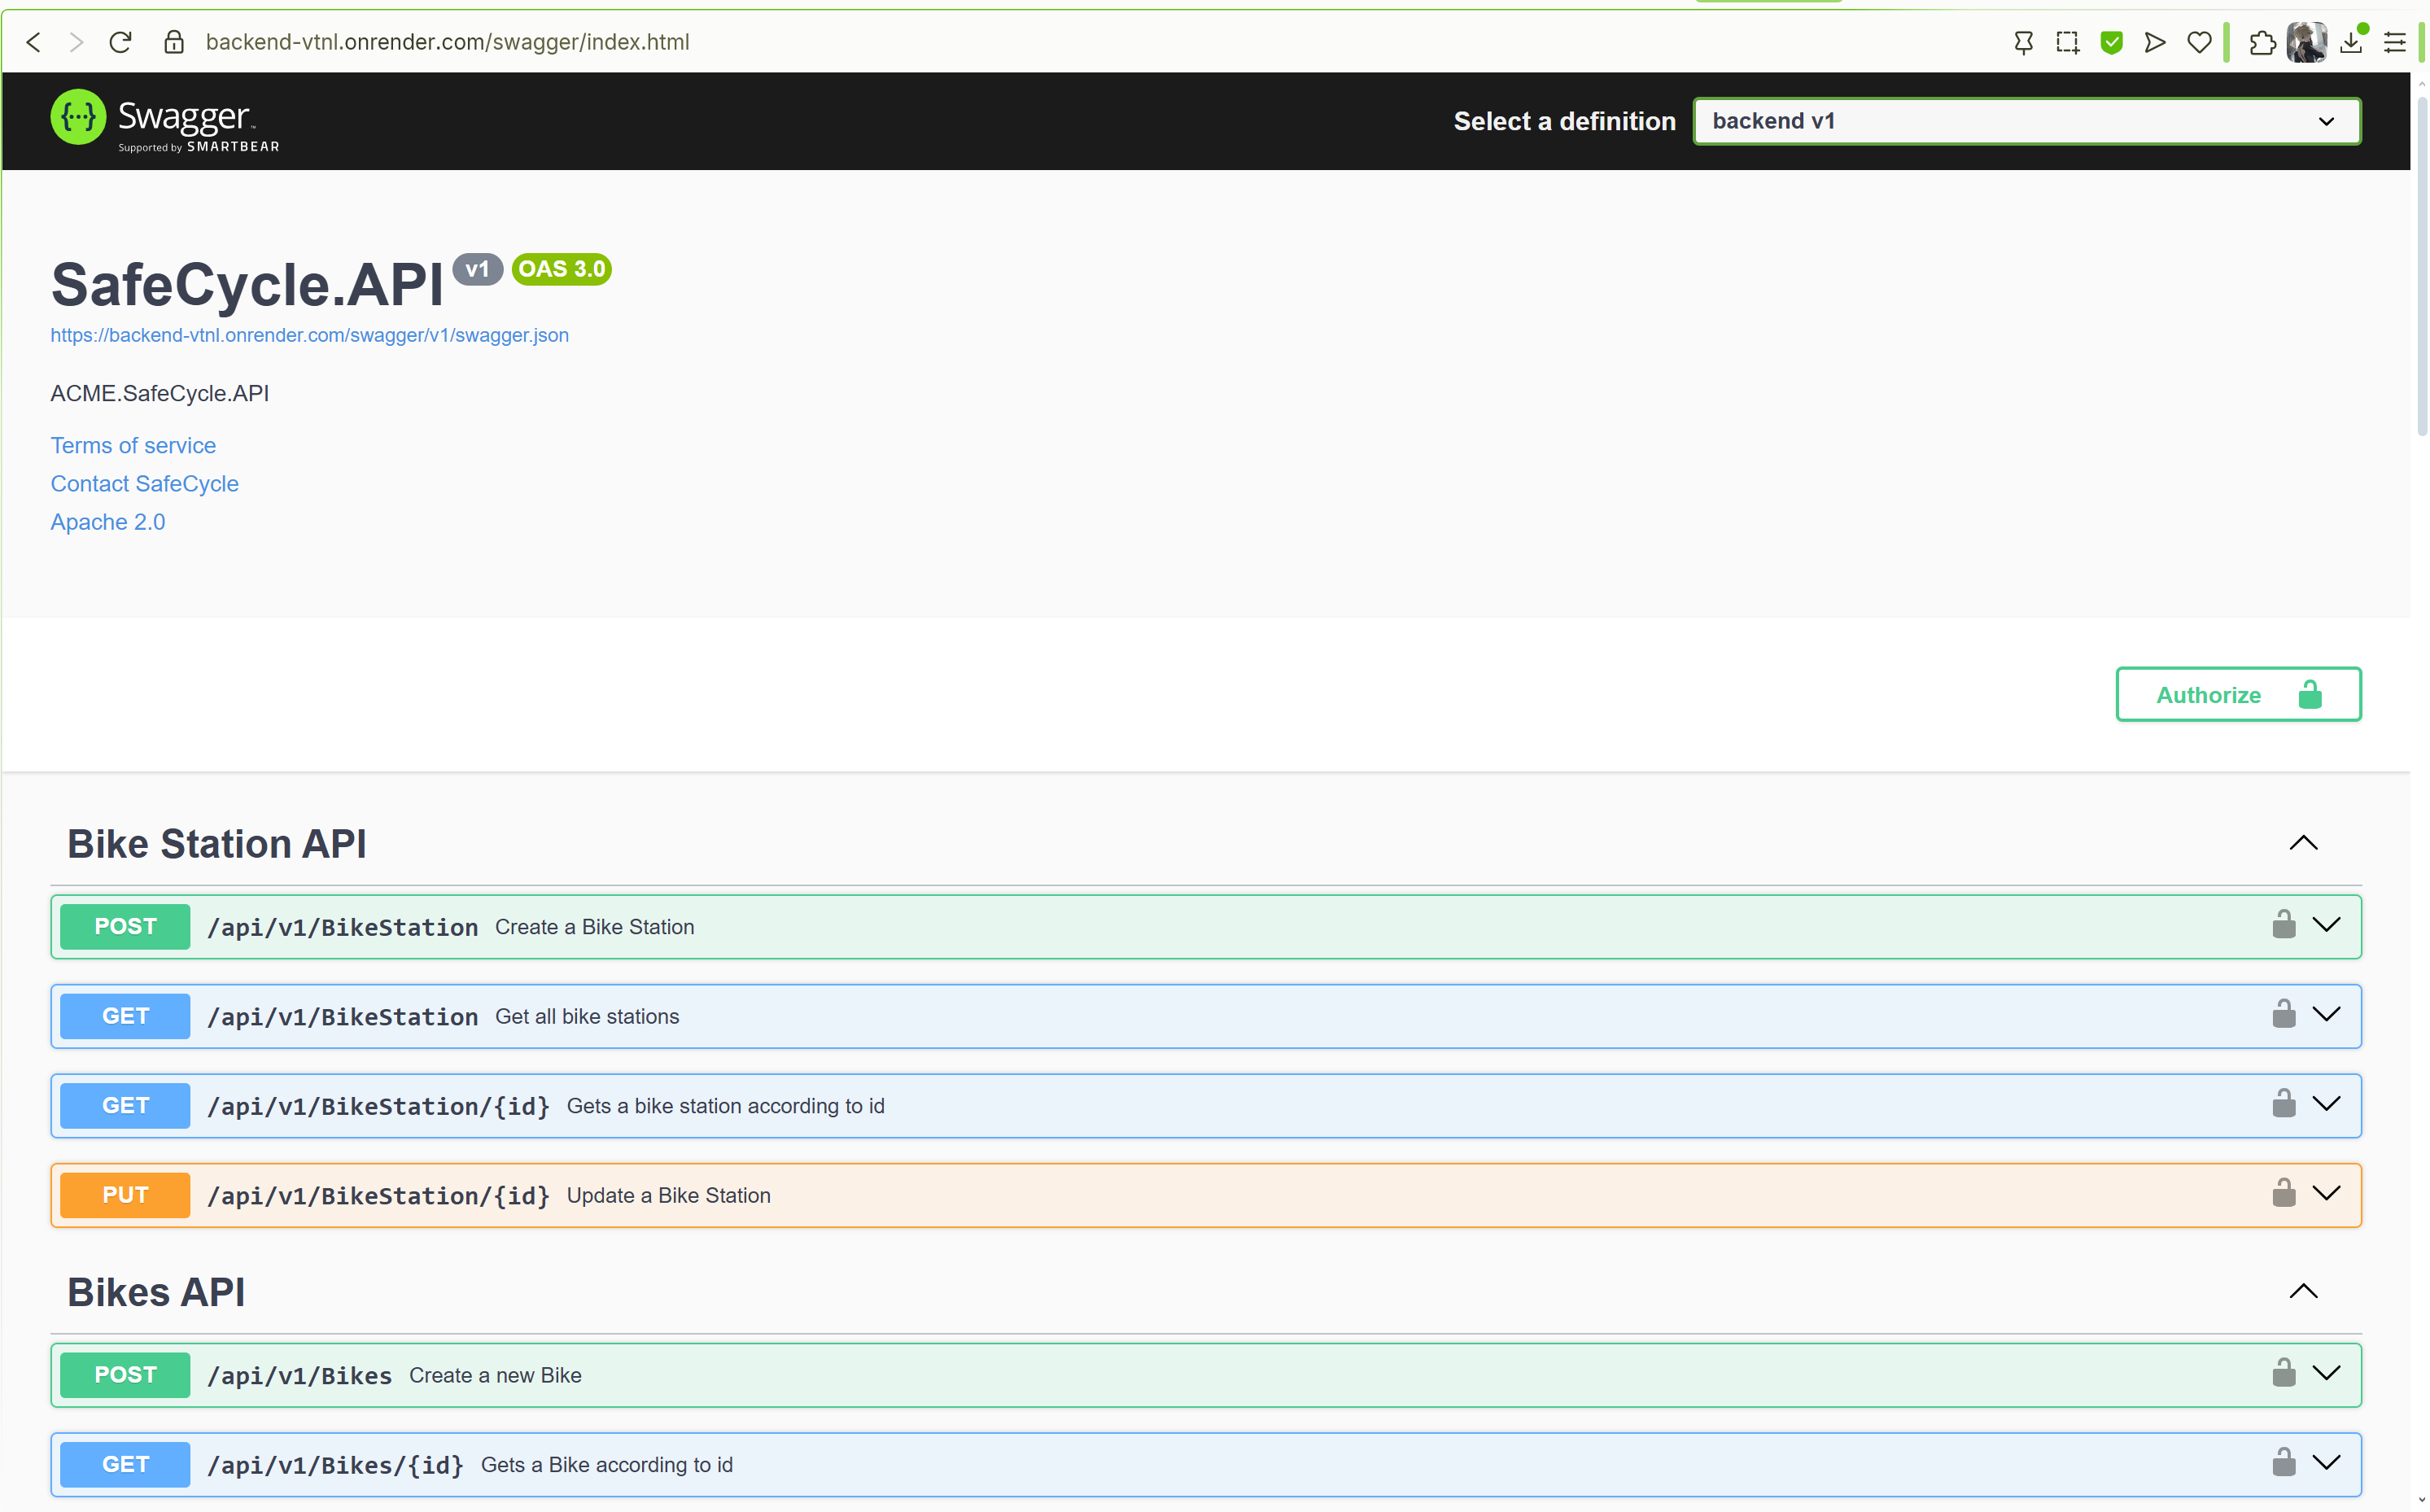 backend-vtnl.onrender.com/swagger/index.html
Swagger™
Supported by SMARTBEAR
Select a definition
backend v1
SafeCycle.API v1 OAS 3.0
https://backend-vtnl.onrender.com/swagger/v1/swagger.json
ACME.SafeCycle.API
Terms of service
Contact SafeCycle
Apache 2.0
Authorize
Bike Station API
POST /api/v1/BikeStation Create a Bike Station
GET /api/v1/BikeStation Get all bike stations
GET /api/v1/BikeStation/{id} Gets a bike station according to id
PUT /api/v1/BikeStation/{id} Update a Bike Station
Bikes API
POST /api/v1/Bikes Create a new Bike
GET /api/v1/Bikes/{id} Gets a Bike according to id